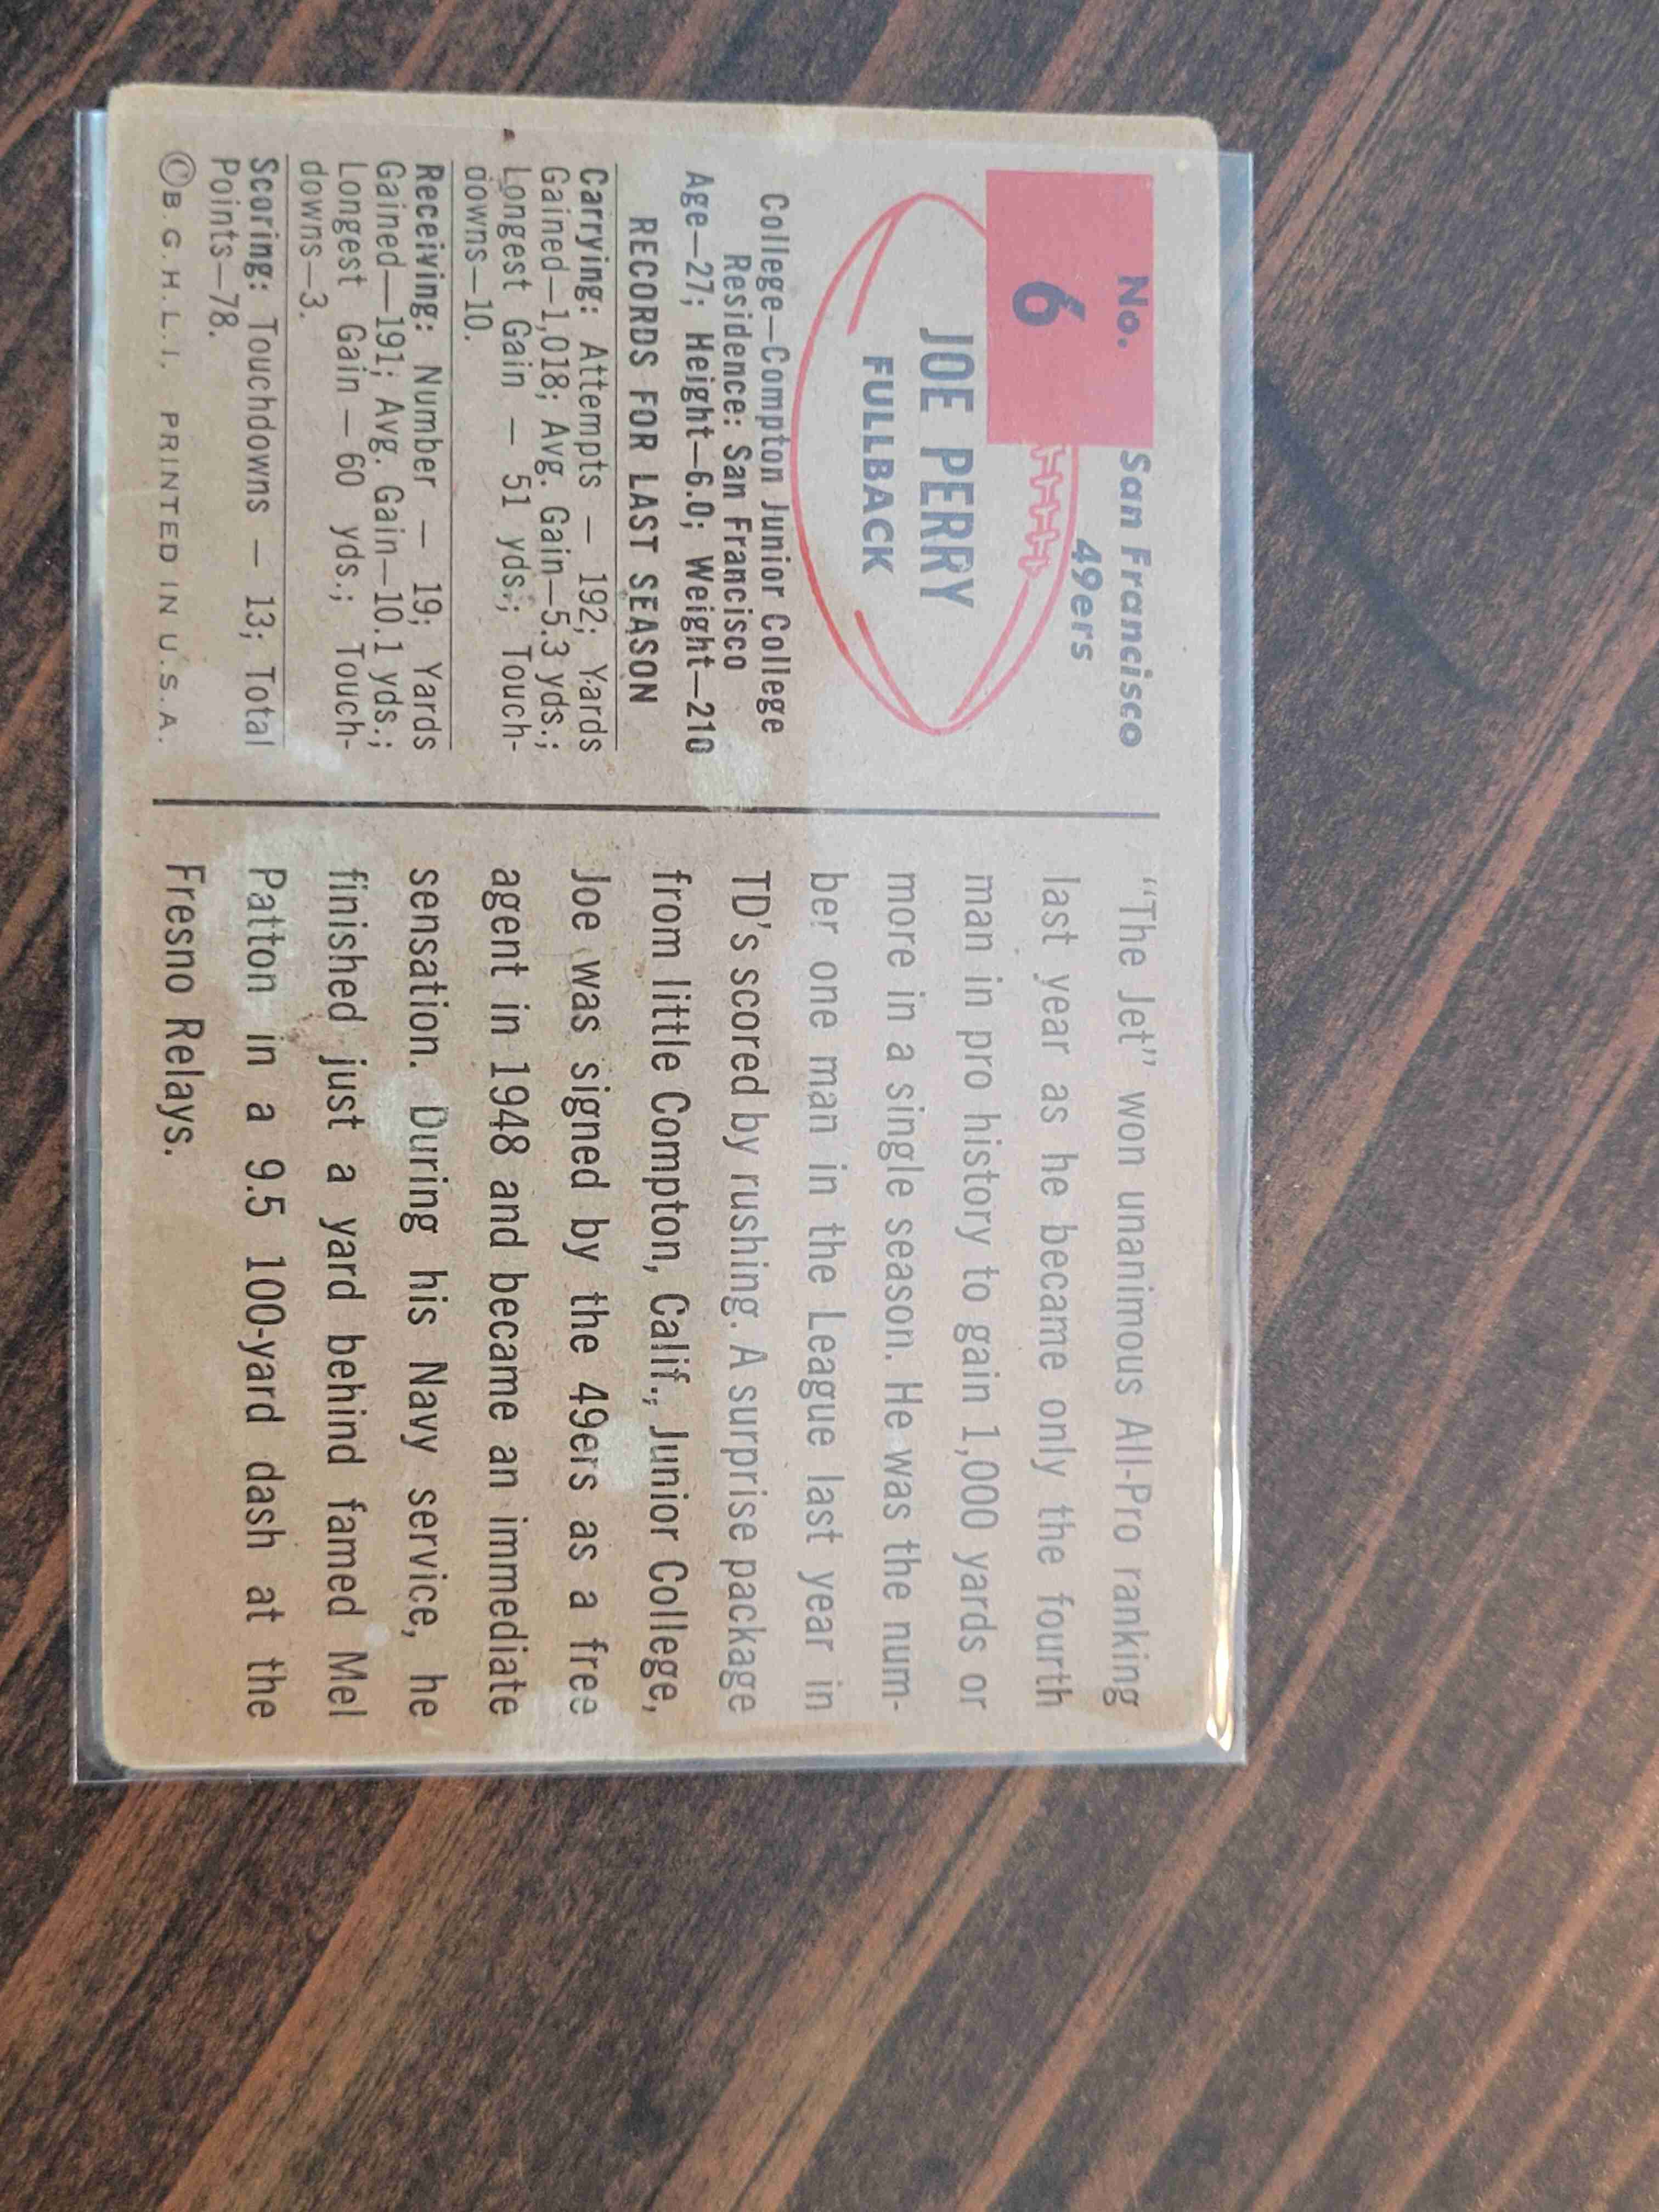 No.
6
San Francisco
49ers
JOE PERRY
FULLBACK
College—Compton Junior College
Residence: San Francisco
Age—27; Height—6.0; Weight—210
RECORDS FOR LAST SEASON
Carrying: Attempts — 192; Yards
Gained—1,018; Avg. Gain—5.3 yds.;
Longest Gain — 51 yds.; Touch-
downs—10.
Receiving: Number — 19; Yards
Gained—191; Avg. Gain—10.1 yds.;
Longest Gain — 60 yds.; Touch-
downs—3.
Scoring: Touchdowns — 13; Total
Points—78.
©B.G.H.L.I. PRINTED IN U.S.A.
"The Jet" won unanimous All-Pro ranking
last year as he became only the fourth
man in pro history to gain 1,000 yards or
more in a single season. He was the num-
ber one man in the League last year in
TD's scored by rushing. A surprise package
from little Compton, Calif., Junior College,
Joe was signed by the 49ers as a free
agent in 1948 and became an immediate
sensation. During his Navy service, he
finished just a yard behind famed Mel
Patton in a 9.5 100-yard dash at the
Fresno Relays.